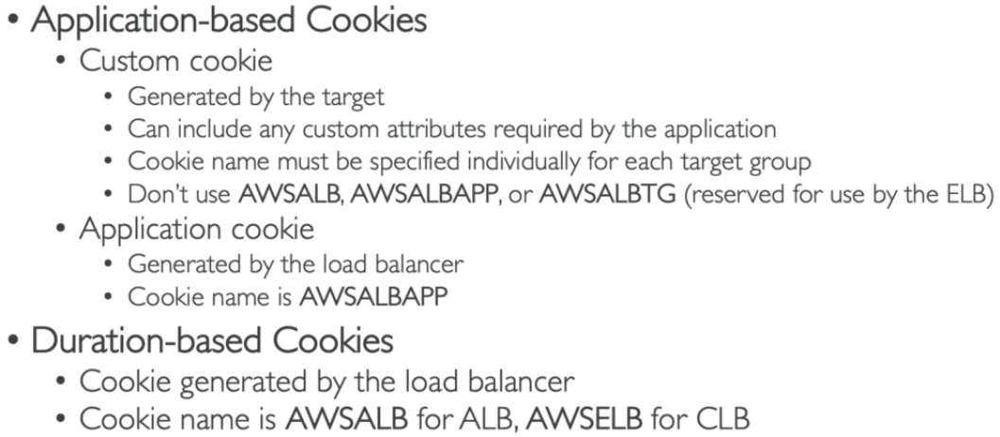 • Application-based Cookies
• Custom cookie
• Generated by the target
• Can include any custom attributes required by the application
• Cookie name must be specified individually for each target group
• Don't use AWSALB, AWSALBAPP, or AWSALBTG (reserved for use by the ELB)
• Application cookie
• Generated by the load balancer
• Cookie name is AWSALBAPP
• Duration-based Cookies
• Cookie generated by the load balancer
• Cookie name is AWSALB for ALB, AWSELB for CLB